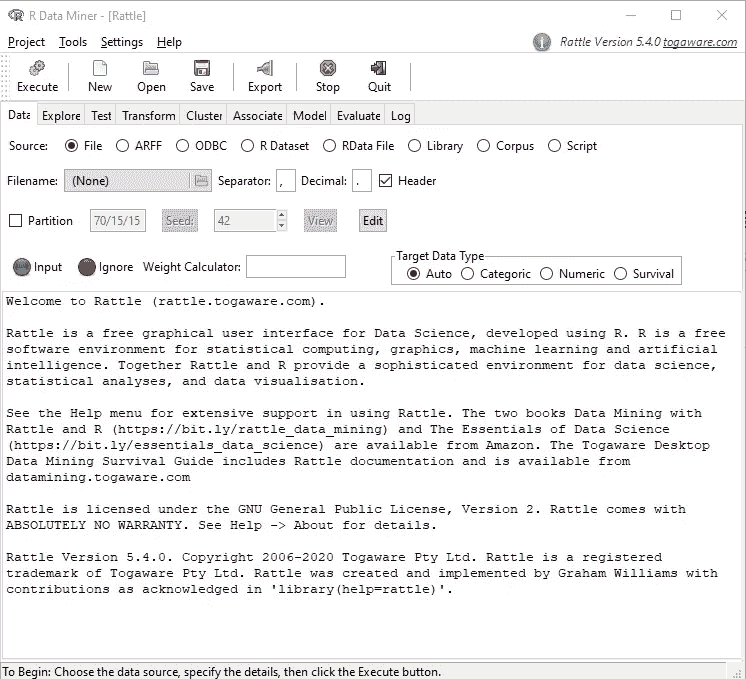 R Data Miner - [Rattle]
Project Tools Settings Help
Rattle Version 5.4.0 togaware.com
Execute New Open Save Export Stop Quit
Data Explore Test Transform Cluster Associate Model Evaluate Log
Source: File ARFF ODBC R Dataset RData File Library Corpus Script
Filename: (None) Separator: , Decimal: . Header
Partition 70/15/15 Seed: 42 View Edit
Target Data Type
Input Ignore Weight Calculator: Auto Categoric Numeric Survival
Welcome to Rattle (rattle.togaware.com).
Rattle is a free graphical user interface for Data Science, developed using R. R is a free
software environment for statistical computing, graphics, machine learning and artificial
intelligence. Together Rattle and R provide a sophisticated environment for data science,
statistical analyses, and data visualisation.
See the Help menu for extensive support in using Rattle. The two books Data Mining with
Rattle and R (https://bit.ly/rattle_data_mining) and The Essentials of Data Science
(https://bit.ly/essentials_data_science) are available from Amazon. The Togaware Desktop
Data Mining Survival Guide includes Rattle documentation and is available from
datamining.togaware.com
Rattle is licensed under the GNU General Public License, Version 2. Rattle comes with
ABSOLUTELY NO WARRANTY. See Help -> About for details.
Rattle Version 5.4.0. Copyright 2006-2020 Togaware Pty Ltd. Rattle is a registered
trademark of Togaware Pty Ltd. Rattle was created and implemented by Graham Williams with
contributions as acknowledged in 'library(help=rattle)'.
To Begin: Choose the data source, specify the details, then click the Execute button.